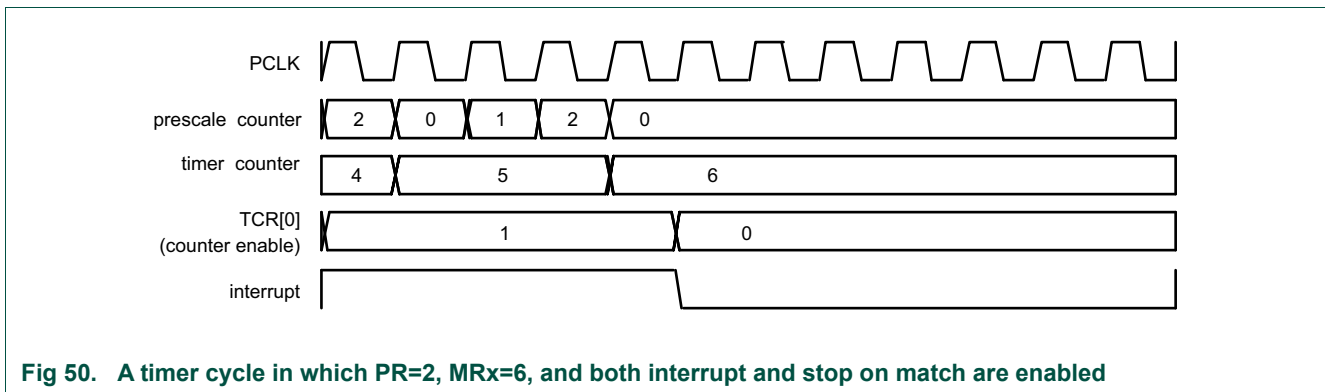 PCLK
prescale counter 2 0 1 2 0
timer counter 4 5 6
TCR[0]
(counter enable) 1 0
interrupt
Fig 50. A timer cycle in which PR=2, MRx=6, and both interrupt and stop on match are enabled